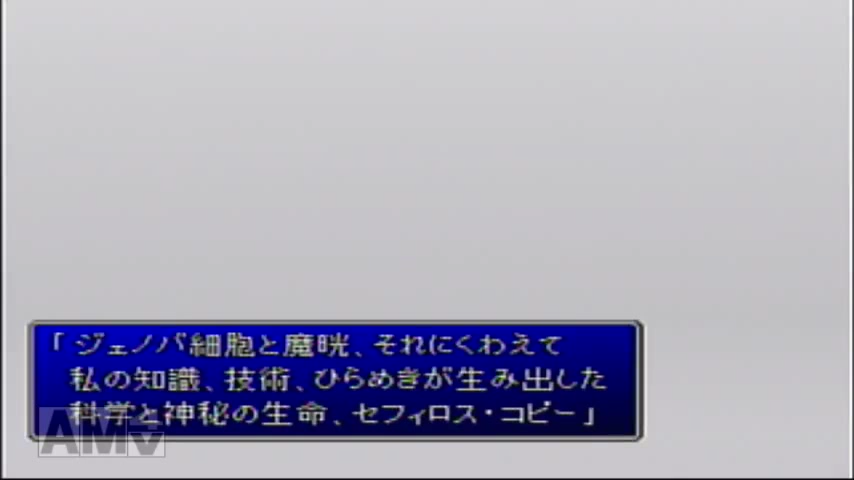 「ジェノバ細胞と魔晄、それにくわえて
私の知識、技術、ひらめきが生み出した
科学と神秘の生命、セフィロス・コピー」
AMv